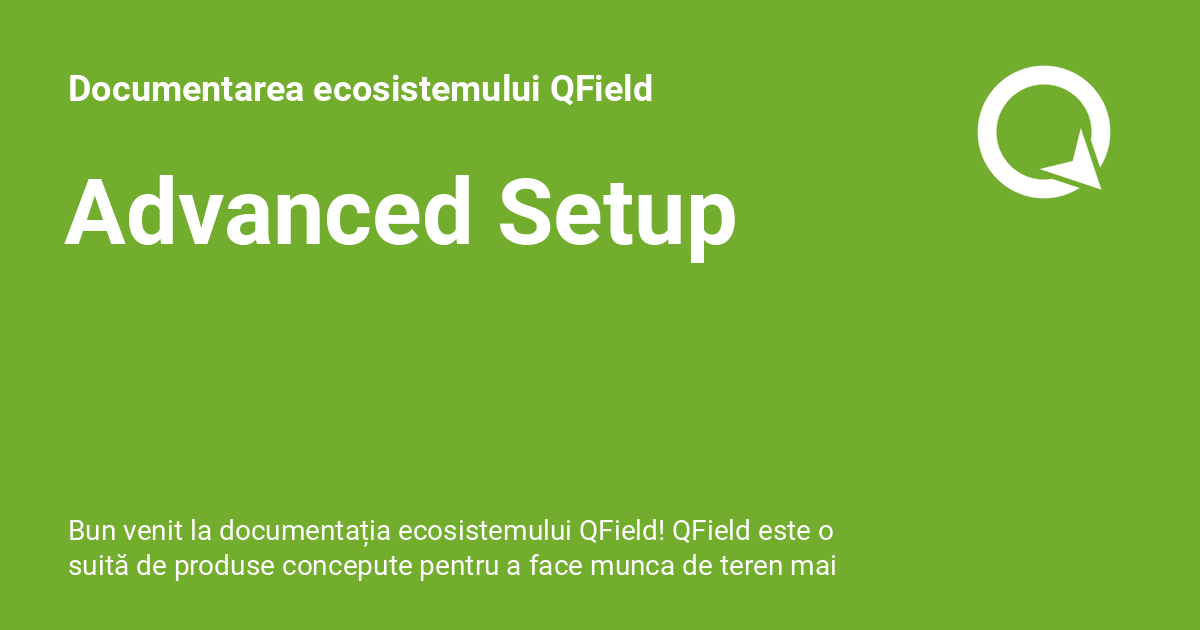 Documentarea ecosistemului QField
Advanced Setup
Bun venit la documentația ecosistemului QField! QField este o
suită de produse concepute pentru a face munca de teren mai